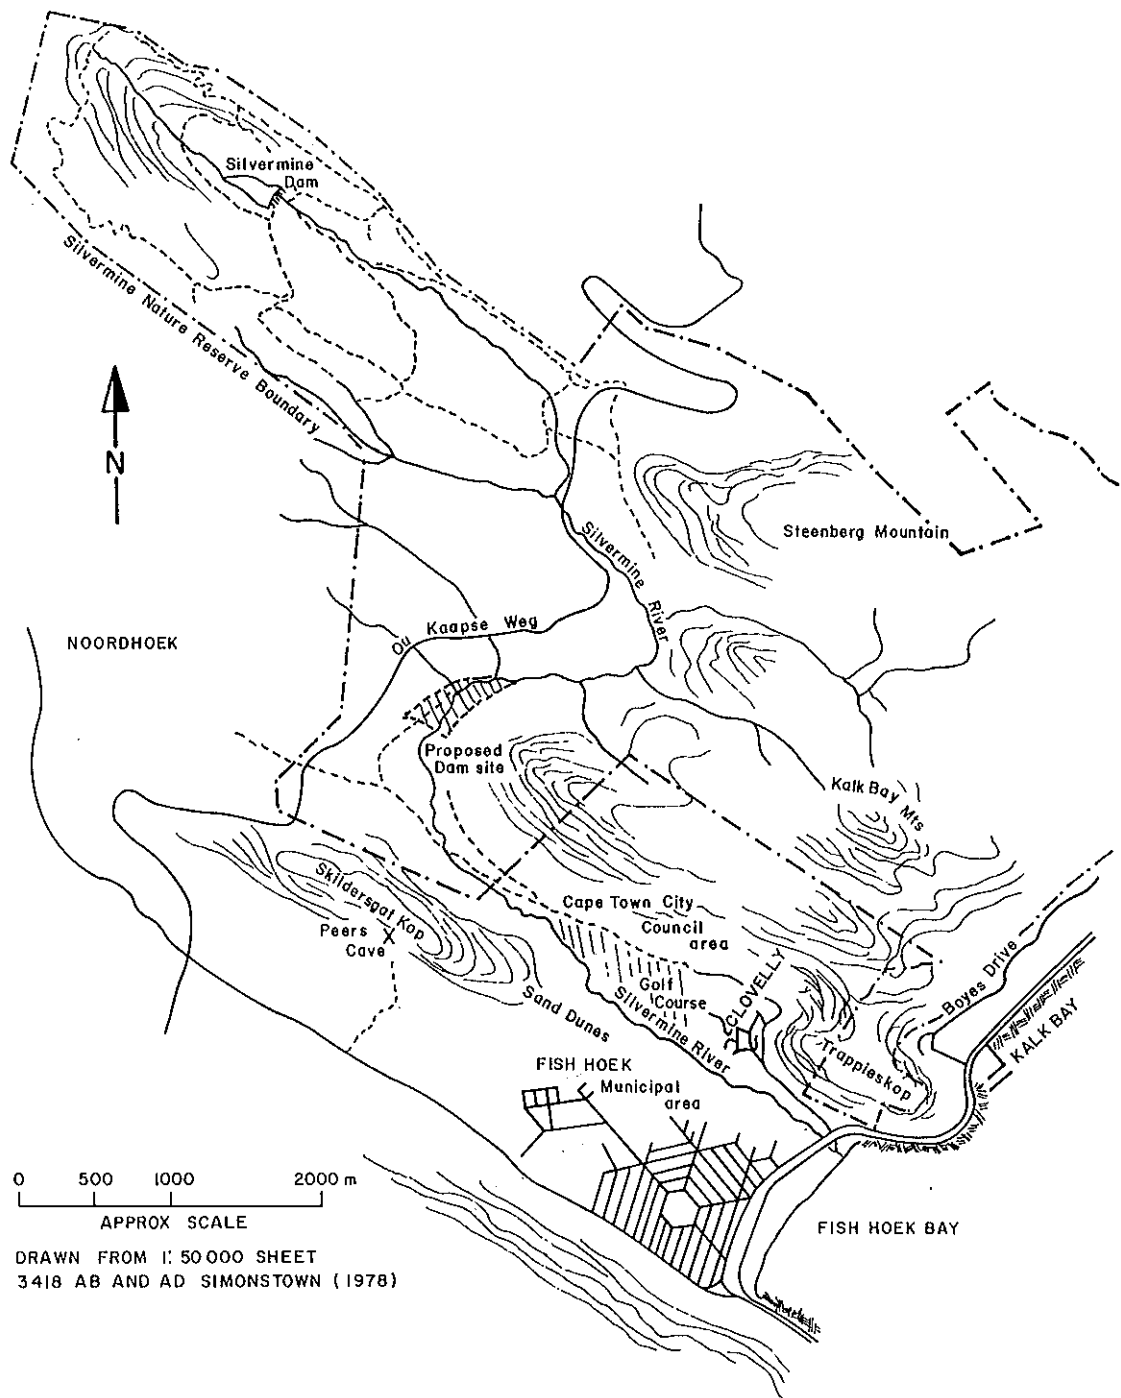 Silvermine
Dam
Silvermine Nature Reserve Boundary
N
Steenberg Mountain
Silvermine River
NOORDHOEK
Ou Kaapse Weg
Proposed
Dam site
Kalk Bay Mts
Skildersgat Kop
Peers
Cave
X
Cape Town City
Council
area
Golf
Course
CLOVELLY
Boyes Drive
KALK BAY
Sand Dunes
Silvermine River
Trappieskop
FISH HOEK
Municipal
area
0 500 1000 2000 m
APPROX SCALE
FISH HOEK BAY
DRAWN FROM 1:50 000 SHEET
3418 AB AND AD SIMONSTOWN (1978)